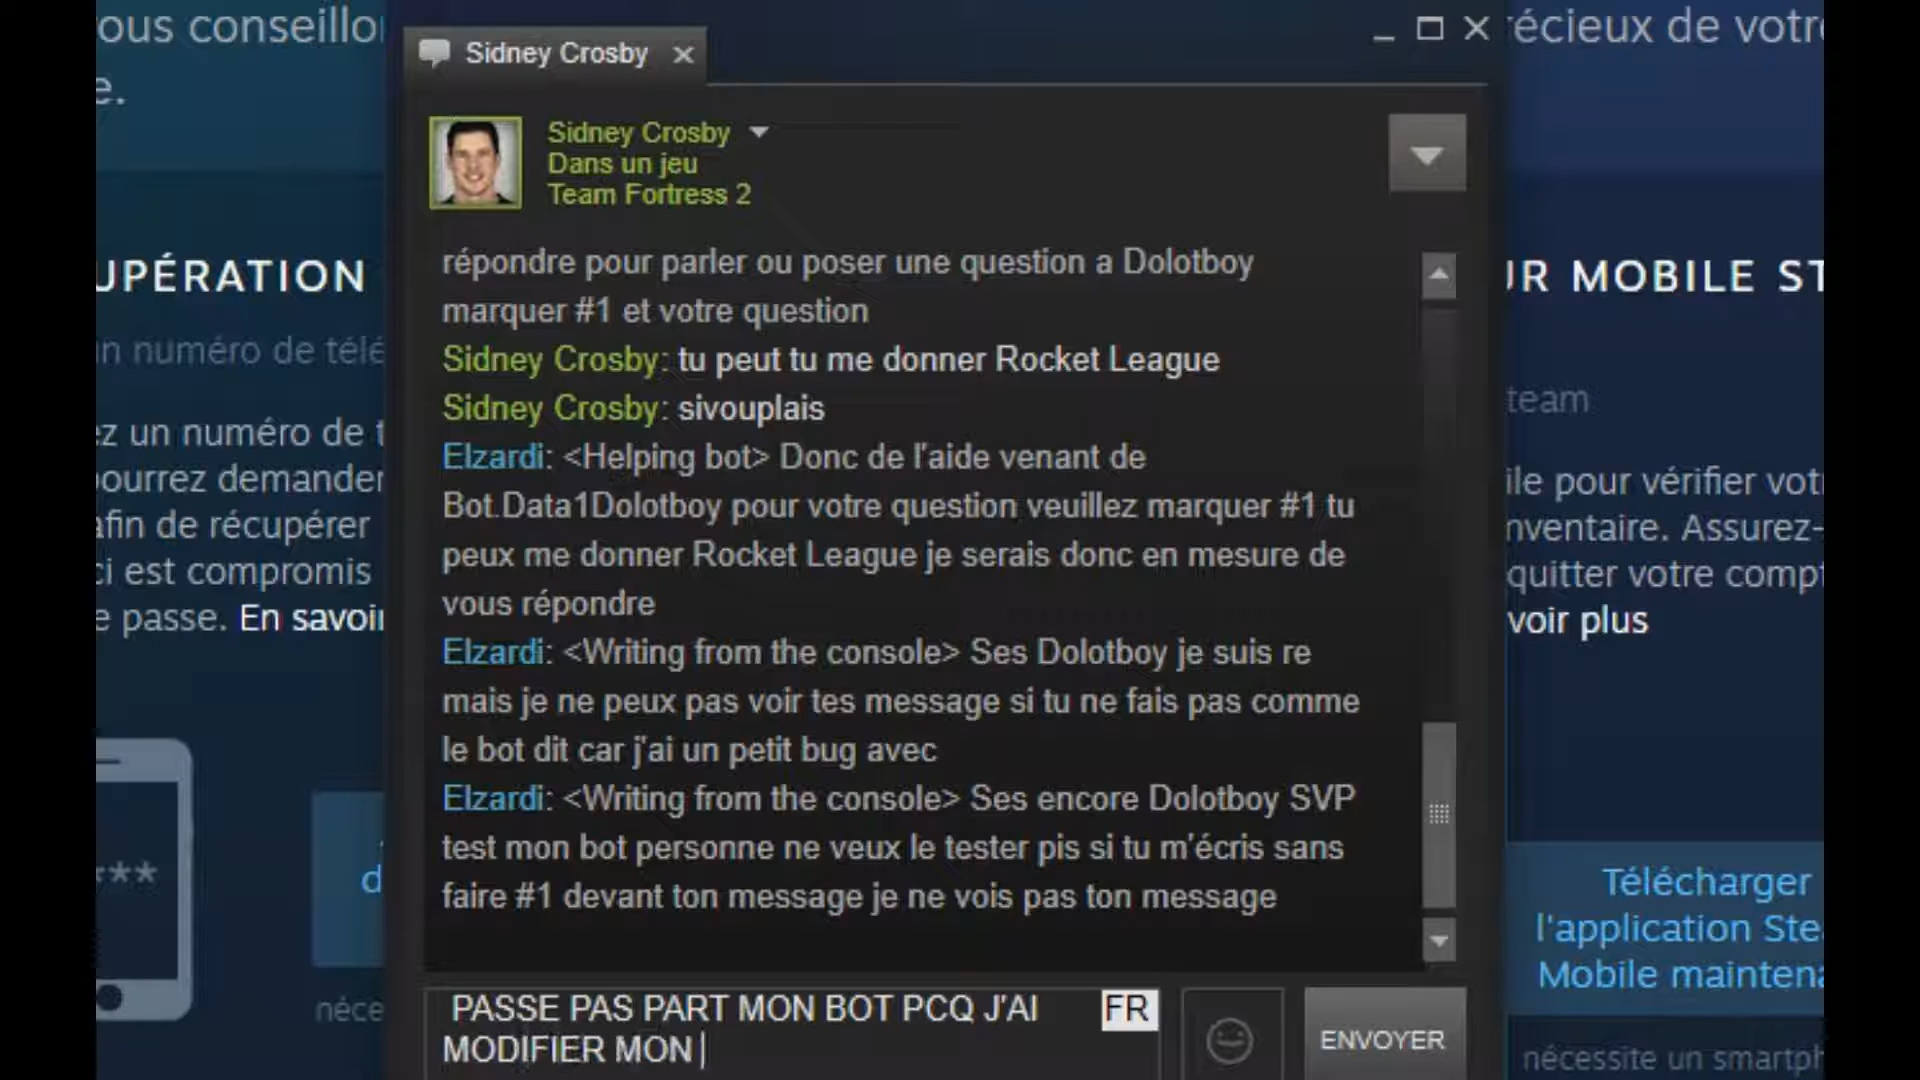 ous conseillo
e.
écieux de votr
Sidney Crosby
Sidney Crosby
Dans un jeu
Team Fortress 2
UPÉRATION
n numéro de télé
ez un numéro de t
pourrez demander
afin de récupérer
ci est compromis
e passe. En savoir
***
d
néce
répondre pour parler ou poser une question a Dolotboy
marquer #1 et votre question
Sidney Crosby: tu peut tu me donner Rocket League
Sidney Crosby: sivouplais
Elzardi: <Helping bot> Donc de l'aide venant de
Bot.Data1Dolotboy pour votre question veuillez marquer #1 tu
peux me donner Rocket League je serais donc en mesure de
vous répondre
Elzardi: <Writing from the console> Ses Dolotboy je suis re
mais je ne peux pas voir tes message si tu ne fais pas comme
le bot dit car j'ai un petit bug avec
Elzardi: <Writing from the console> Ses encore Dolotboy SVP
test mon bot personne ne veux le tester pis si tu m'écris sans
faire #1 devant ton message je ne vois pas ton message
PASSE PAS PART MON BOT PCQ J'AI
MODIFIER MON
FR
ENVOYER
UR MOBILE ST
team
ile pour vérifier vot
nventaire. Assurez-
quitter votre compt
voir plus
Télécharger
l'application Ste
Mobile mainten
nécessite un smartph